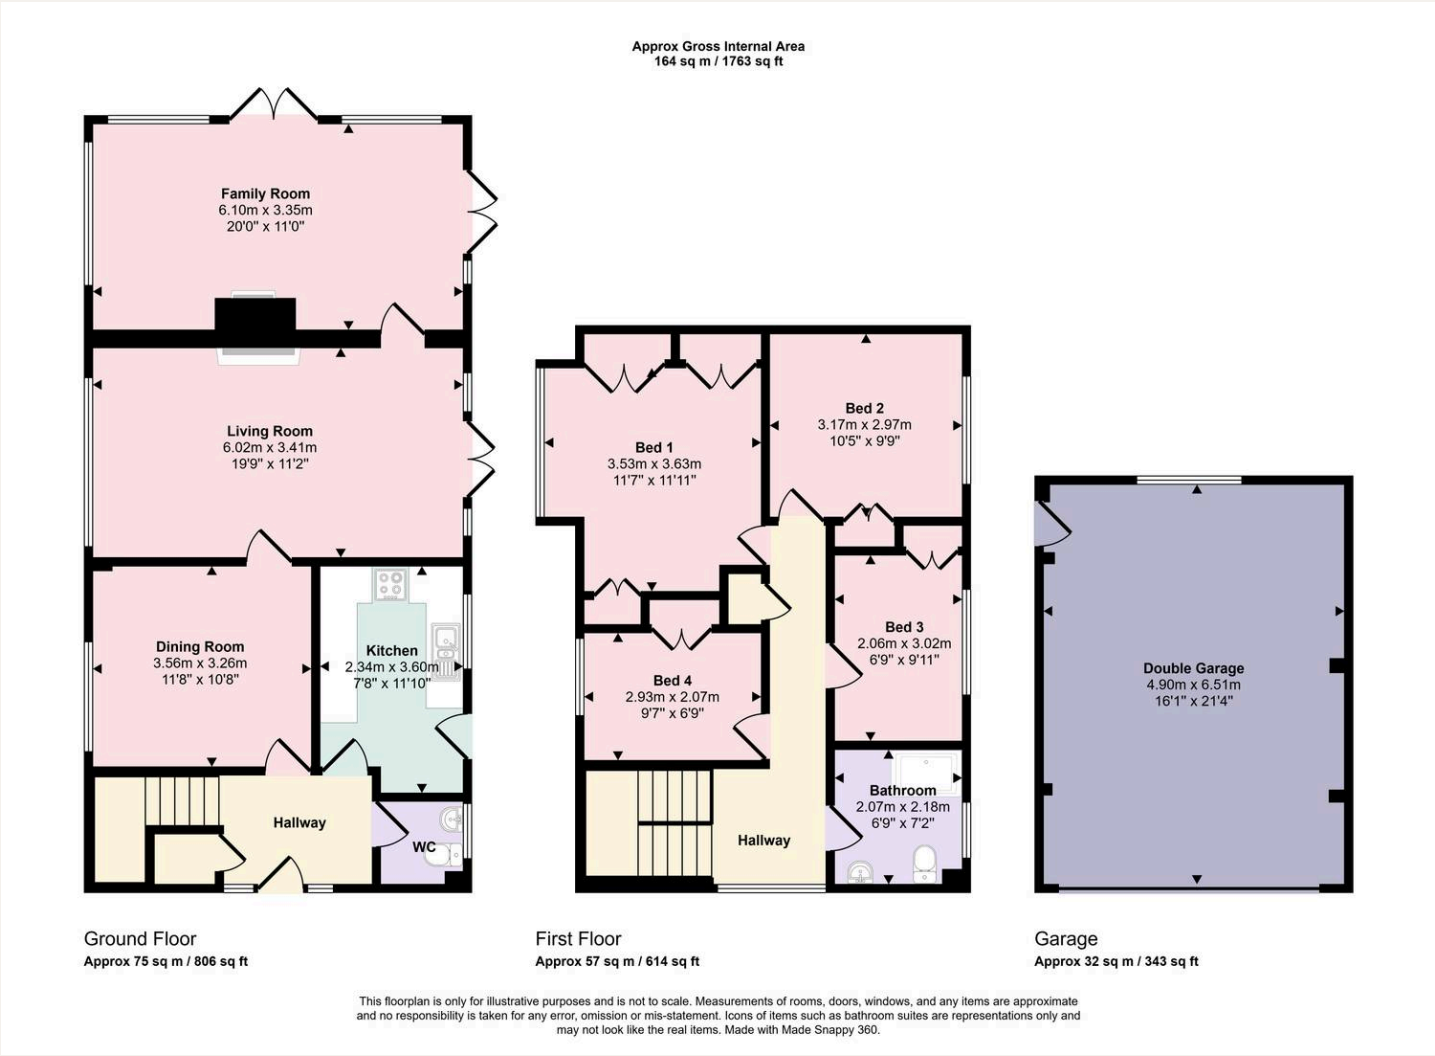 Approx Gross Internal Area
164 sq m / 1763 sq ft
Family Room
6.10m x 3.35m
20'0" x 11'0"
Living Room
6.02m x 3.41m
19'9" x 11'2"
Dining Room
3.56m x 3.26m
11'8" x 10'8"
Kitchen
2.34m x 3.60m
7'8" x 11'10"
Hallway
WC
Ground Floor
Approx 75 sq m / 806 sq ft
Bed 1
3.53m x 3.63m
11'7" x 11'11"
Bed 2
3.17m x 2.97m
10'5" x 9'9"
Bed 3
2.06m x 3.02m
6'9" x 9'11"
Bed 4
2.93m x 2.07m
9'7" x 6'9"
Bathroom
2.07m x 2.18m
6'9" x 7'2"
Hallway
First Floor
Approx 57 sq m / 614 sq ft
Double Garage
4.90m x 6.51m
16'1" x 21'4"
Garage
Approx 32 sq m / 343 sq ft
This floorplan is only for illustrative purposes and is not to scale. Measurements of rooms, doors, windows, and any items are approximate
and no responsibility is taken for any error, omission or mis-statement. Icons of items such as bathroom suites are representations only and
may not look like the real items. Made with Made Snappy 360.